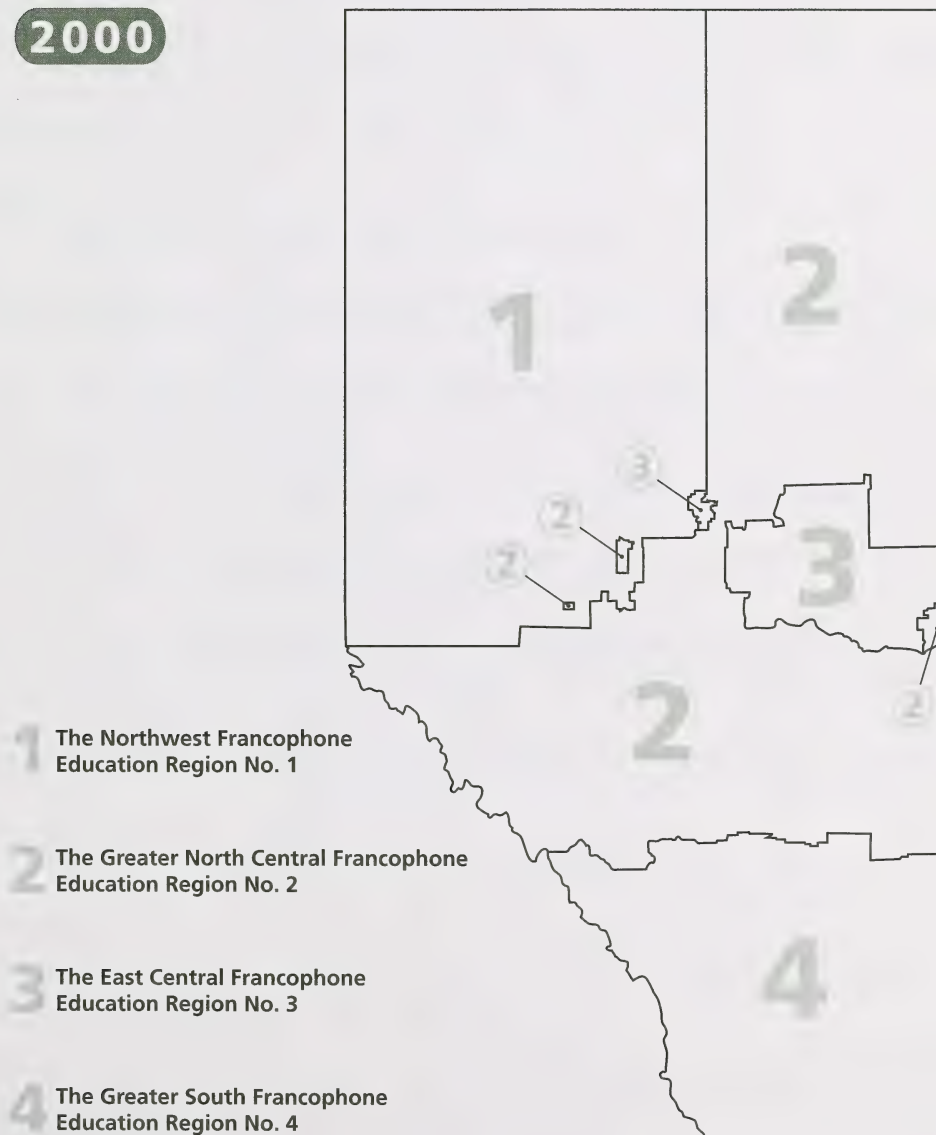 2000
1
2
3
2
2
3
2
2
4
1 The Northwest Francophone
Education Region No. 1
2 The Greater North Central Francophone
Education Region No. 2
3 The East Central Francophone
Education Region No. 3
4 The Greater South Francophone
Education Region No. 4